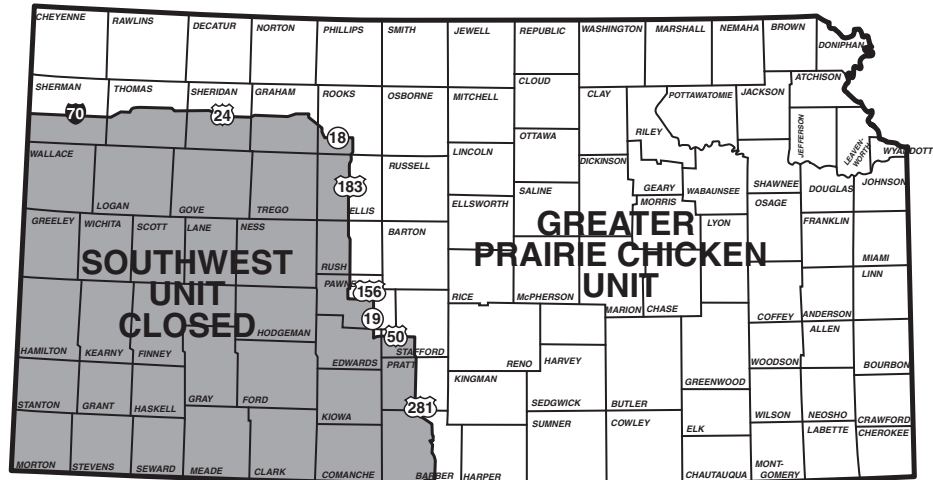 CHEYENNE
RAWLINS
DECATUR
NORTON
PHILLIPS
SMITH
JEWELL
REPUBLIC
WASHINGTON
MARSHALL
NEMAHA
BROWN
DONIPHAN
SHERMAN
THOMAS
SHERIDAN
GRAHAM
ROOKS
OSBORNE
MITCHELL
CLOUD
CLAY
RILEY
POTTAWATOMIE
JACKSON
ATCHISON
JEFFERSON
LEAVEN-
WORTH
WYANDOTT
70
24
18
183
WALLACE
LOGAN
GOVE
TREGO
ELLIS
RUSSELL
LINCOLN
OTTAWA
DICKINSON
GEARY
MORRIS
WABAUNSEE
SHAWNEE
OSAGE
DOUGLAS
JOHNSON
GREELEY
WICHITA
SCOTT
LANE
NESS
RUSH
BARTON
ELLSWORTH
SALINE
LYON
FRANKLIN
MIAMI
LINN
SOUTHWEST
UNIT
CLOSED
GREATER
PRAIRIE CHICKEN
UNIT
PAWNE
156
19
50
281
RICE
McPHERSON
MARION
CHASE
COFFEY
ANDERSON
ALLEN
HAMILTON
KEARNY
FINNEY
HODGEMAN
EDWARDS
STAFFORD
PRATT
RENO
HARVEY
WOODSON
BOURBON
STANTON
GRANT
HASKELL
GRAY
FORD
KIOWA
KINGMAN
SEDGWICK
BUTLER
GREENWOOD
WILSON
NEOSHO
CRAWFORD
SUMNER
COWLEY
ELK
LABETTE
CHEROKEE
MORTON
STEVENS
SEWARD
MEADE
CLARK
COMANCHE
BARBER
HARPER
CHAUTAUQUA
MONT-
GOMERY